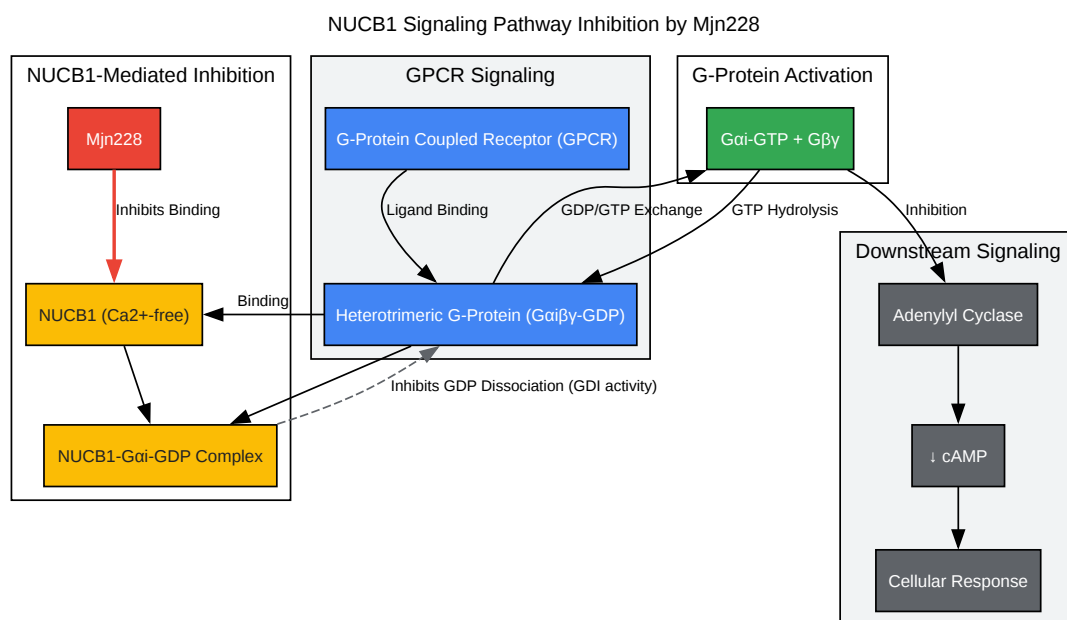 NUCB1 Signaling Pathway Inhibition by Mjn228
NUCB1-Mediated Inhibition
GPCR Signaling
G-Protein Activation
Mjn228
G-Protein Coupled Receptor (GPCR)
Gαi-GTP + Gβγ
Inhibits Binding
Ligand Binding
GDP/GTP Exchange
GTP Hydrolysis
Inhibition
Downstream Signaling
NUCB1 (Ca2+-free)
Binding
Heterotrimeric G-Protein (Gαiβγ-GDP)
Adenylyl Cyclase
Inhibits GDP Dissociation (GDI activity)
NUCB1-Gαi-GDP Complex
↓ cAMP
Cellular Response